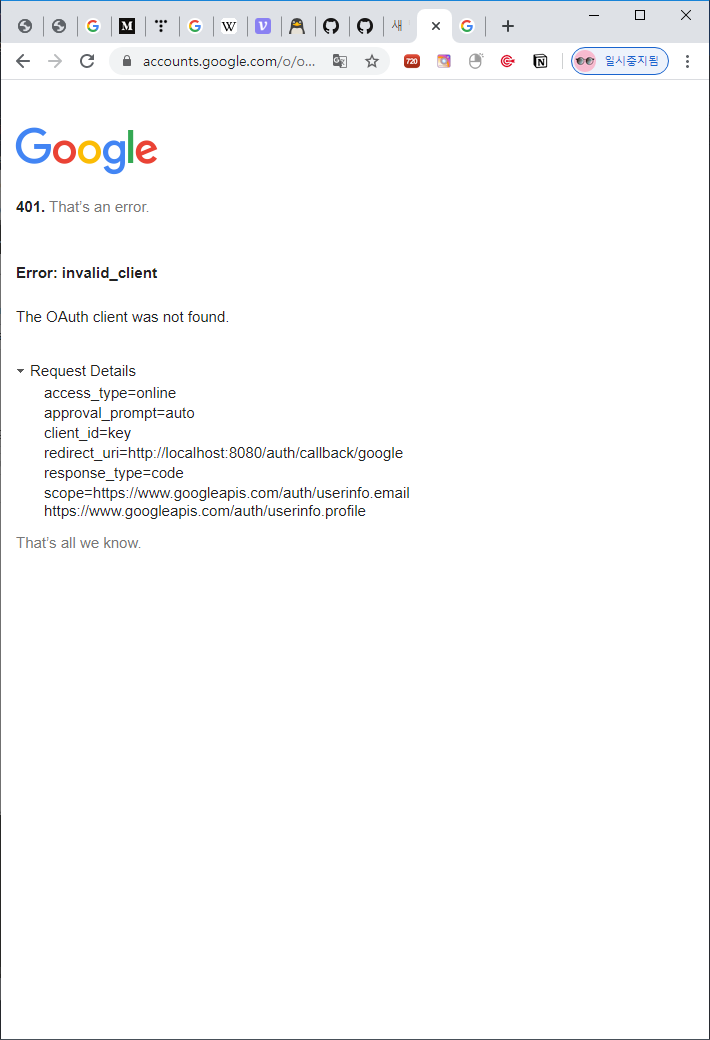 새
accounts.google.com/o/o...
720
일시중지됨
Google
401. That's an error.
Error: invalid_client
The OAuth client was not found.
Request Details
access_type=online
approval_prompt=auto
client_id=key
redirect_uri=http://localhost:8080/auth/callback/google
response_type=code
scope=https://www.googleapis.com/auth/userinfo.email
https://www.googleapis.com/auth/userinfo.profile
That's all we know.